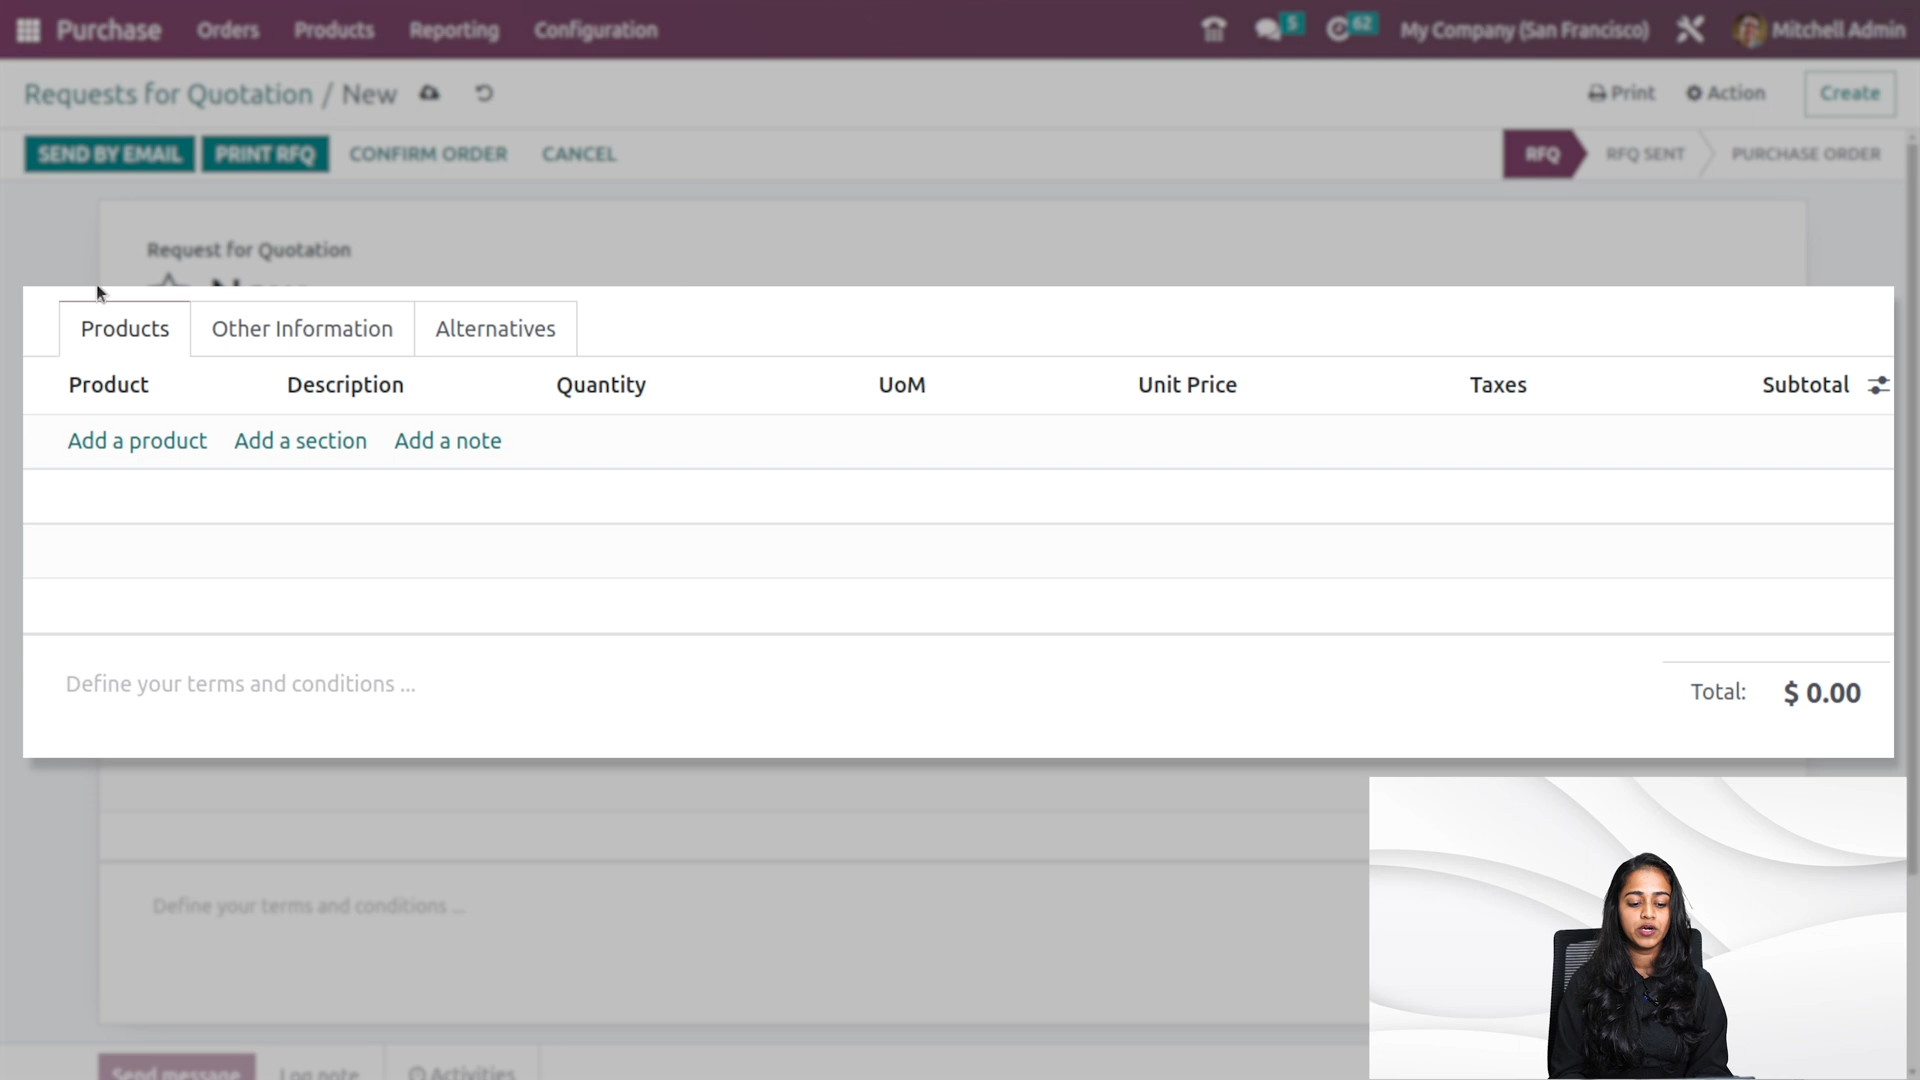 Purchase Orders Products Reporting Configuration 5 62 My Company (San Francisco) Mitchell Admin
Requests for Quotation / New Print Action Create
SEND BY EMAIL PRINT RFQ CONFIRM ORDER CANCEL RFQ RFQ SENT PURCHASE ORDER
Request for Quotation
Products Other Information Alternatives
Product Description Quantity UoM Unit Price Taxes Subtotal
Add a product Add a section Add a note
Define your terms and conditions ... Total: $ 0.00
Define your terms and conditions ...
Send message Log note Activities